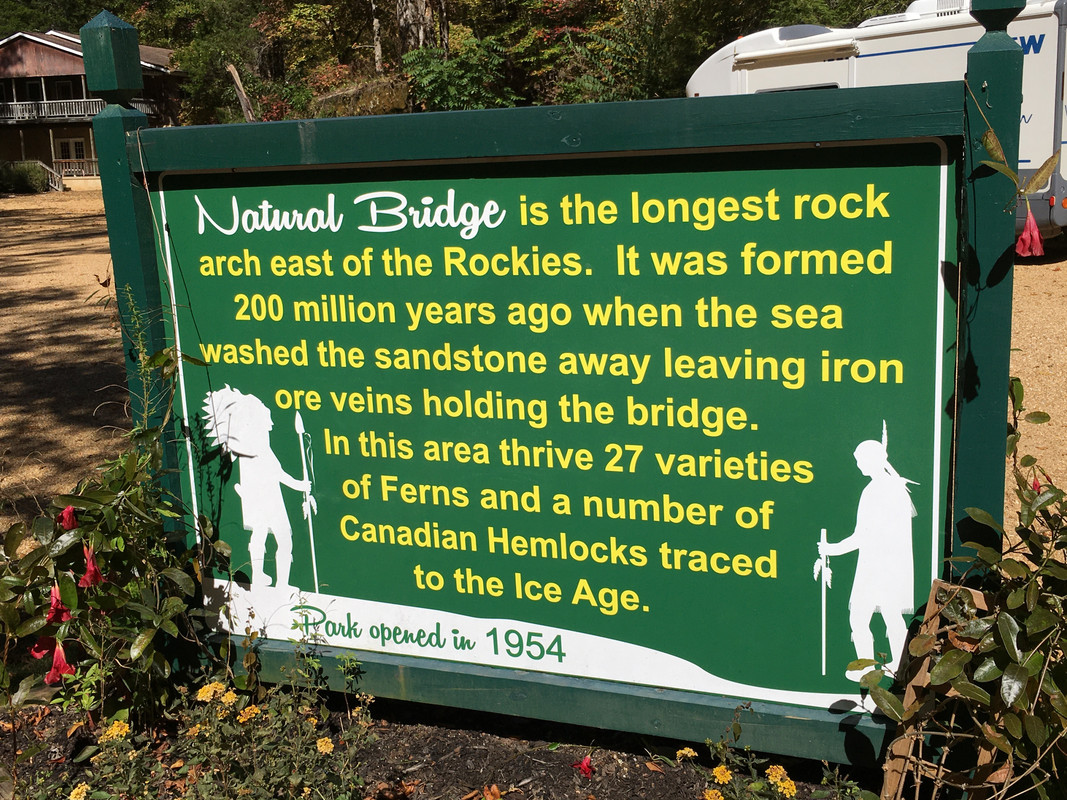 Natural Bridge is the longest rock
arch east of the Rockies. It was formed
200 million years ago when the sea
washed the sandstone away leaving iron
ore veins holding the bridge.
In this area thrive 27 varieties
of Ferns and a number of
Canadian Hemlocks traced
to the Ice Age.
Park opened in 1954